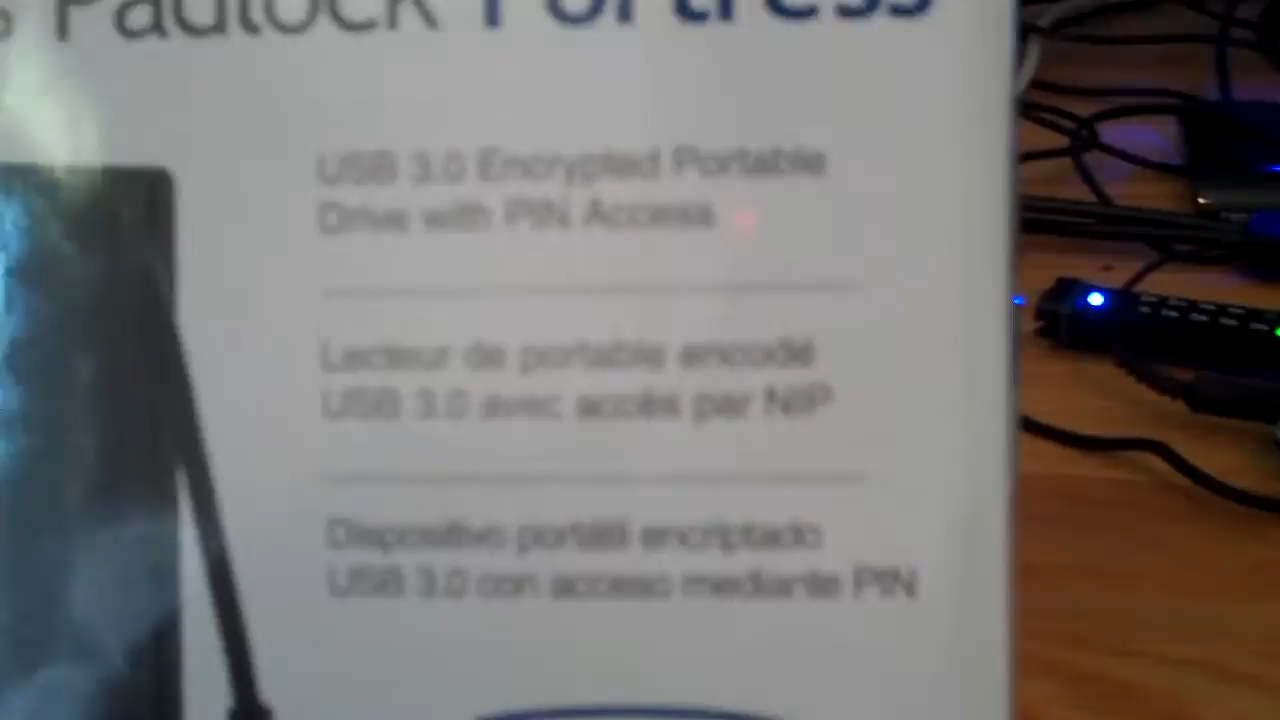 Padlock Fortress
USB 3.0 Encrypted Portable
Drive with PIN Access
Lecteur de portable encodé
USB 3.0 avec accès par NIP
Dispositivo portátil encriptado
USB 3.0 con acceso mediante PIN